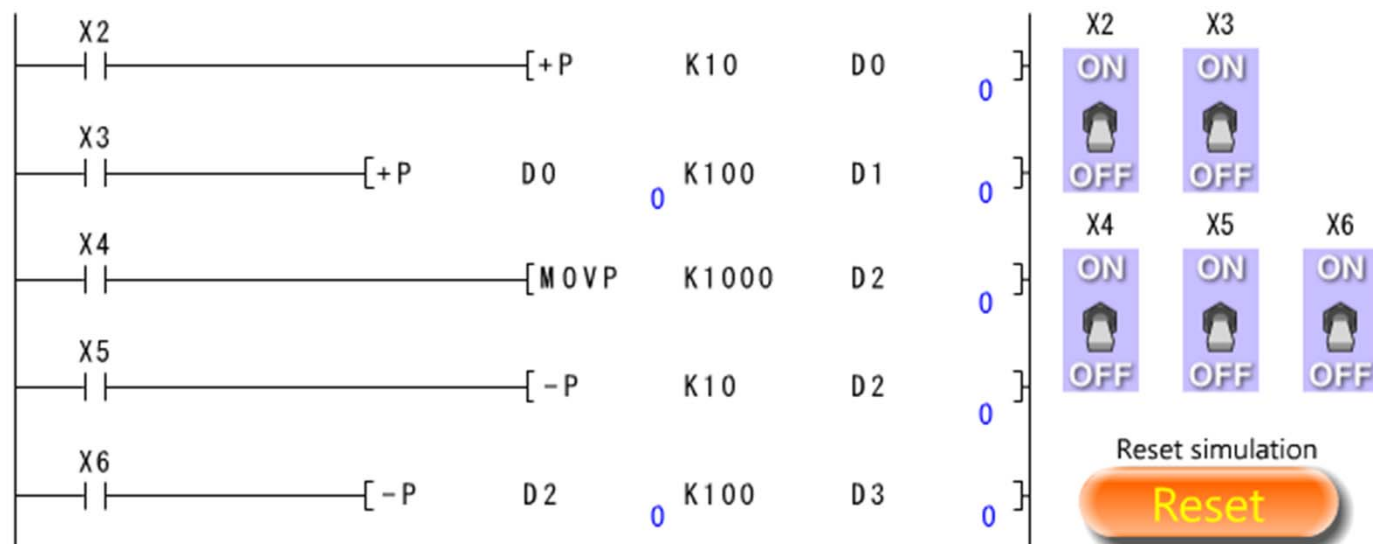 X2
[+P K10 D0 ]
0
X3
[+P D0 K100 D1 ]
0 0
X4
[MOVP K1000 D2 ]
0
X5
[-P K10 D2 ]
0
X6
[-P D2 K100 D3 ]
0 0
X2 X3
ON ON
OFF OFF
X4 X5 X6
ON ON ON
OFF OFF OFF
Reset simulation
Reset